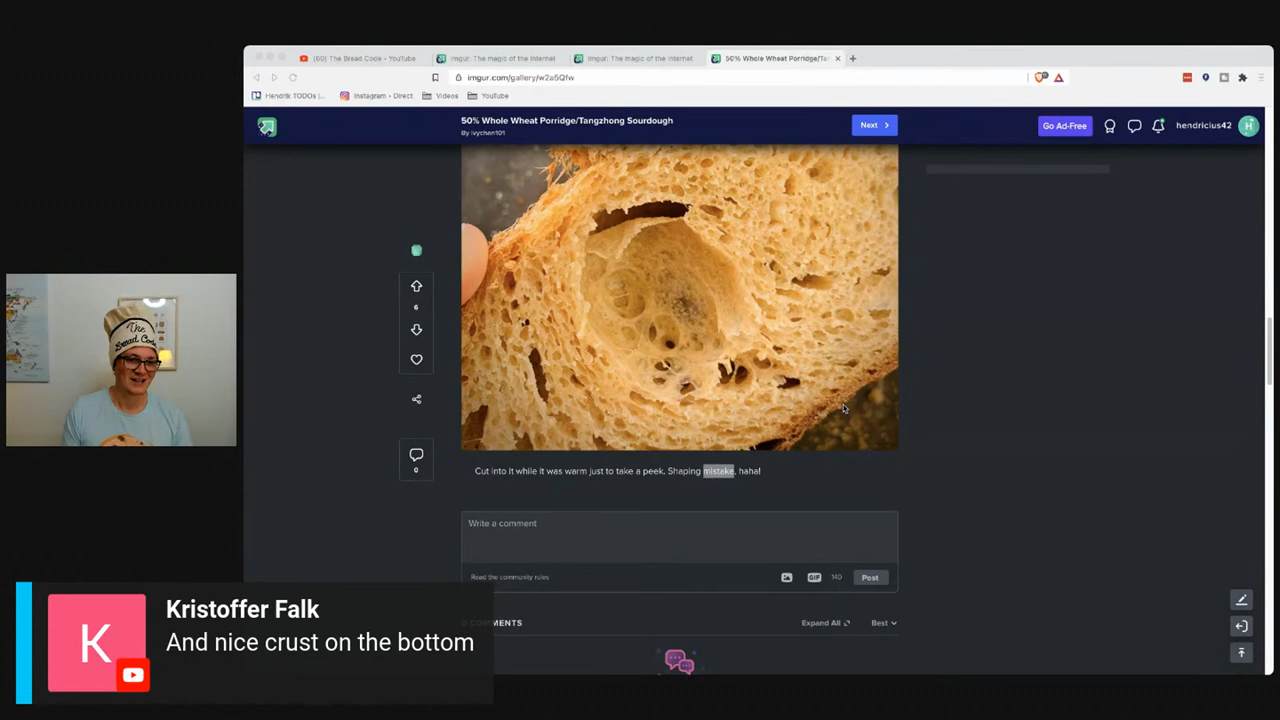 (60) The Bread Code - YouTube
Imgur: The magic of the Internet
Imgur: The magic of the Internet
50% Whole Wheat Porridge/Ta
imgur.com/gallery/w2a5Qfw
Hendrik TODOs (...
Instagram • Direct
Videos
YouTube
50% Whole Wheat Porridge/Tangzhong Sourdough
By ivychan101
Next
Go Ad-Free
hendricius42
H
6
The
Bread Code
0
Cut into it while it was warm just to take a peek. Shaping mistake, haha!
Write a comment
Read the community rules
GIF
140
Post
COMMENTS
Expand All
Best
K
Kristoffer Falk
And nice crust on the bottom